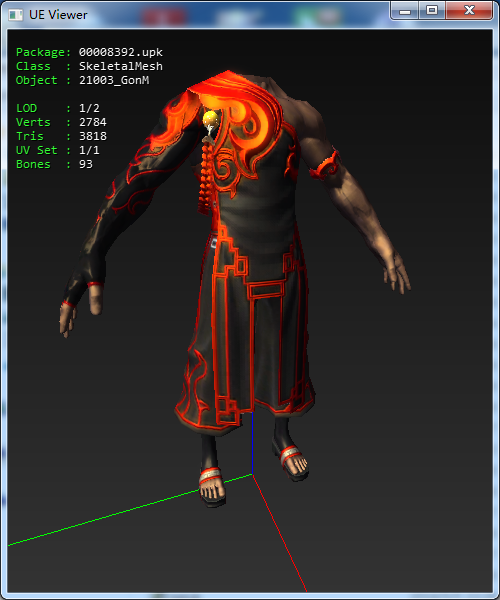 UE Viewer
Package: 00008392.upk
Class : SkeletalMesh
Object : 21003_GonM
LOD : 1/2
Verts : 2784
Tris : 3818
UV Set : 1/1
Bones : 93